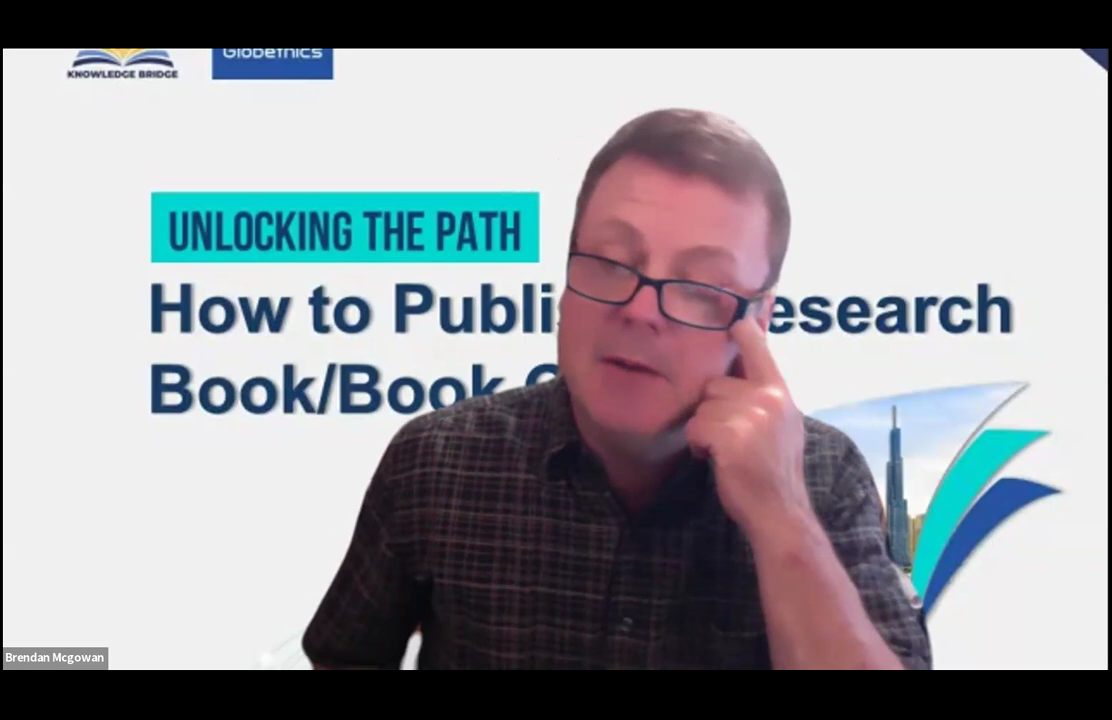 KNOWLEDGE BRIDGE
Globethics
UNLOCKING THE PATH
How to Publis esearch
Book/Book C
Brendan Mcgowan